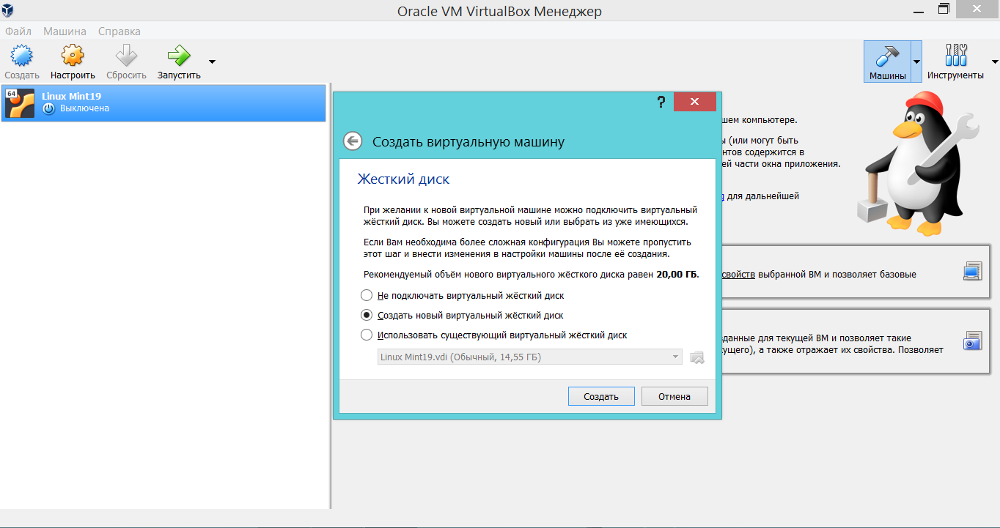 Oracle VM VirtualBox Менеджер
Файл Машина Справка
Создать Настроить Сбросить Запустить Машины Инструменты
64
Linux Mint19
Выключена
?
Создать виртуальную машину
Жесткий диск
При желании к новой виртуальной машине можно подключить виртуальный
жёсткий диск. Вы можете создать новый или выбрать из уже имеющихся.
Если Вам необходима более сложная конфигурация Вы можете пропустить
этот шаг и внести изменения в настройки машины после её создания.
Рекомендуемый объём нового виртуального жёсткого диска равен 20,00 ГБ.
Не подключать виртуальный жёсткий диск
Создать новый виртуальный жёсткий диск
Использовать существующий виртуальный жёсткий диск
Linux Mint19.vdi (Обычный, 14,55 ГБ)
Создать Отмена
шем компьютере.
ы (или могут быть
нтов содержится в
ей части окна приложения.
для дальнейшей
свойств выбранной ВМ и позволяет базовые
зданные для текущей ВМ и позволяет такие
кущего), а также отражает их свойства. Позволяет